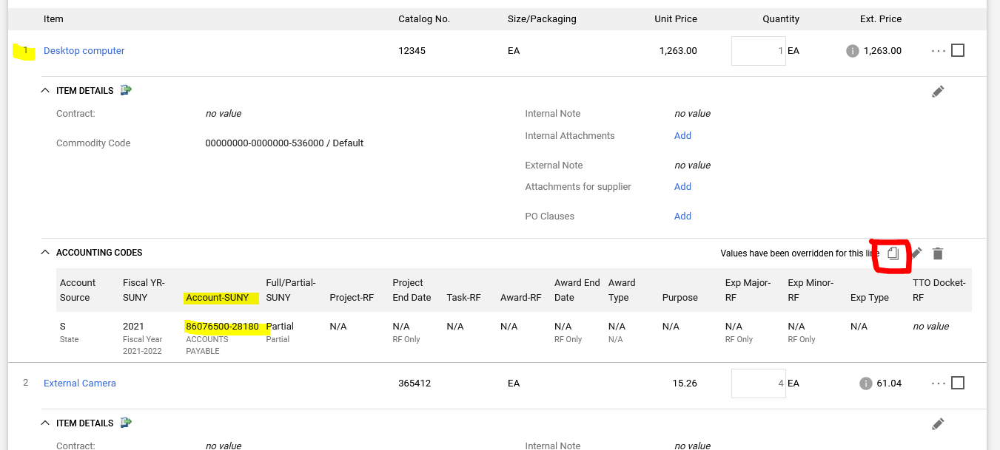 Item Catalog No. Size/Packaging Unit Price Quantity Ext. Price
1 Desktop computer 12345 EA 1,263.00 1 EA 1,263.00 ...
ITEM DETAILS
Contract: no value Internal Note no value
Internal Attachments Add
Commodity Code 00000000-0000000-536000 / Default
External Note no value
Attachments for supplier Add
PO Clauses Add
ACCOUNTING CODES Values have been overridden for this line
Account Fiscal YR- Full/Partial- Project Award End Award Exp Major- Exp Minor- TTO Docket-
Source SUNY Account-SUNY SUNY Project-RF End Date Task-RF Award-RF Date Type Purpose RF RF Exp Type RF
S 2021 86076500-28180 Partial N/A N/A N/A N/A N/A N/A N/A N/A N/A N/A no value
State Fiscal Year ACCOUNTS Partial RF Only RF Only N/A RF Only RF Only
2021-2022 PAYABLE
2 External Camera 365412 EA 15.26 4 EA 61.04 ...
ITEM DETAILS
Contract: no value Internal Note no value